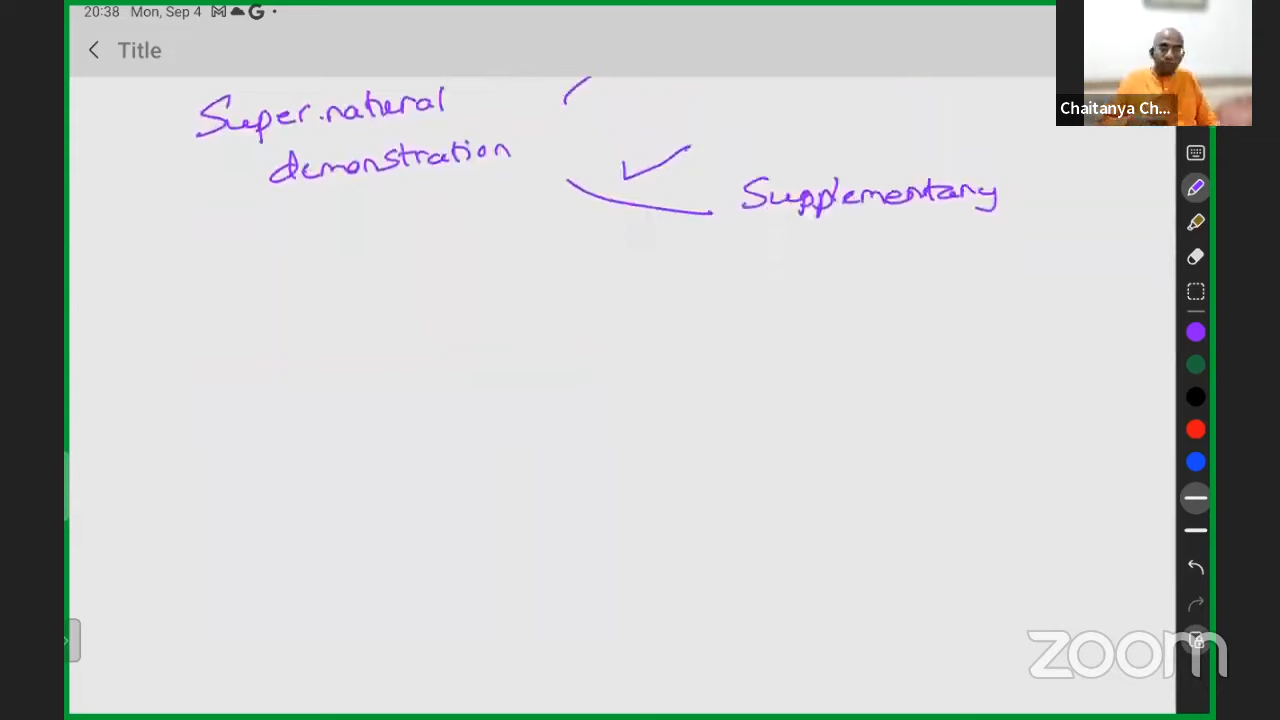 20:38 Mon, Sep 4
Title
Chaitanya Ch...
Super.natural
demonstration
Supplementary
zoom